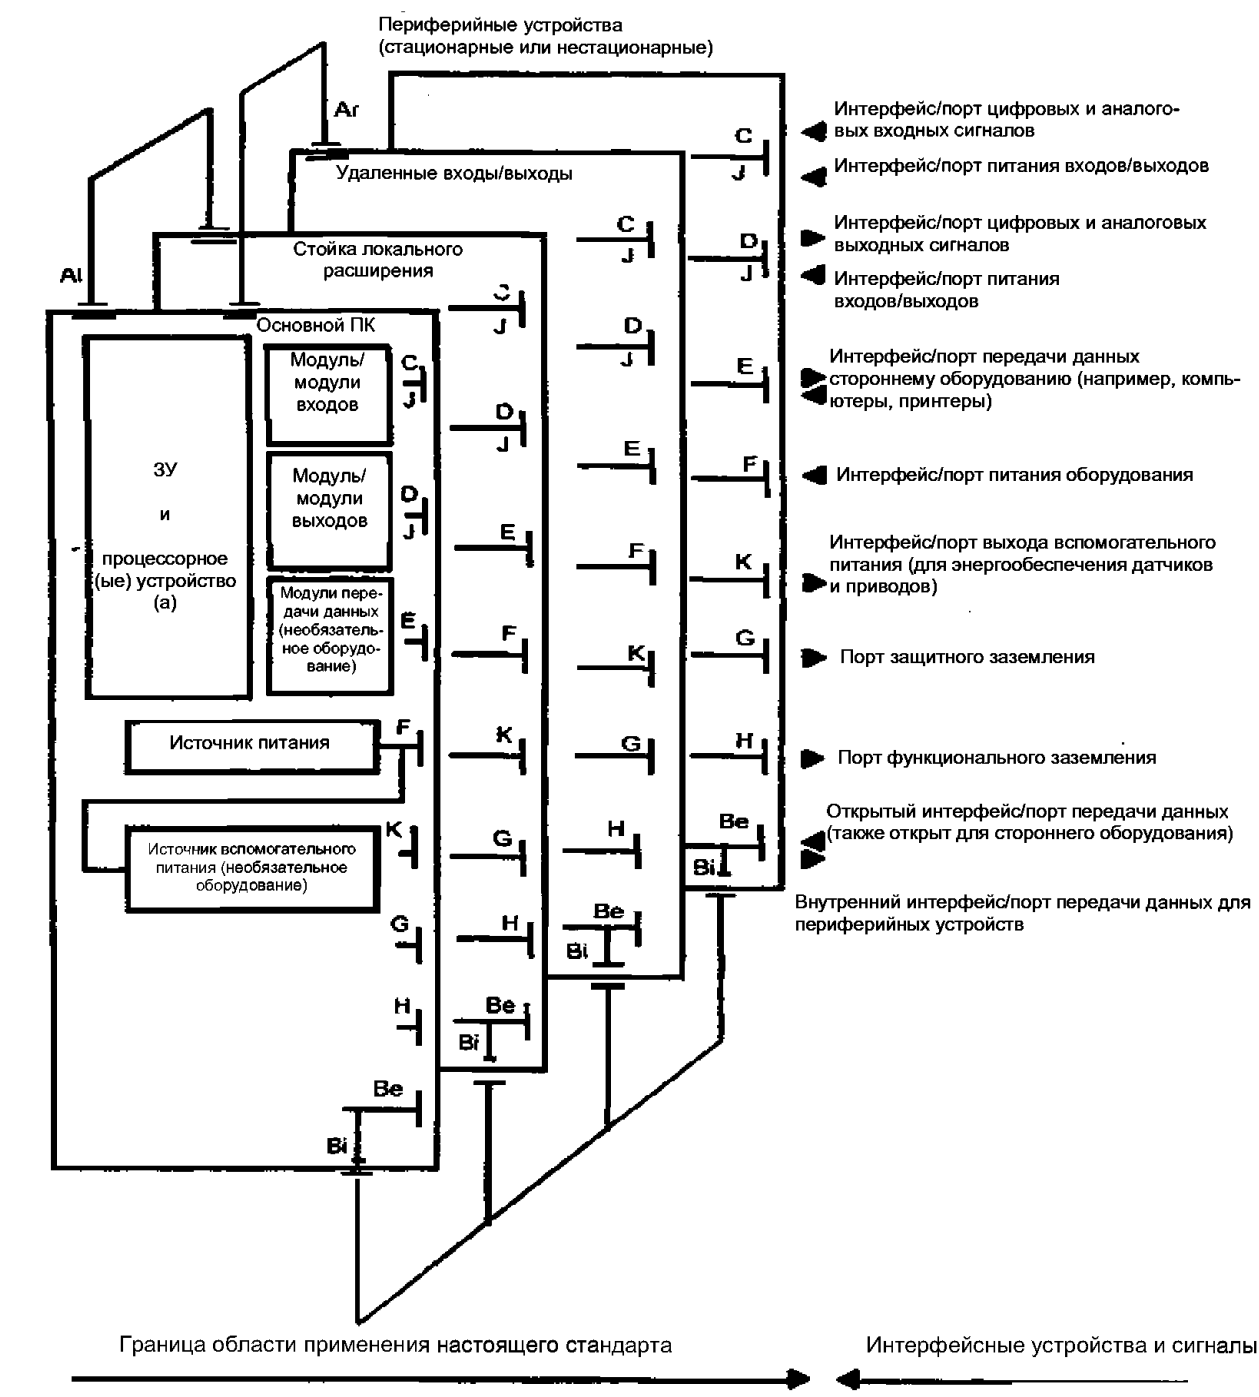 Периферийные устройства
(стационарные или нестационарные)
Ar
Удаленные входы/выходы
Стойка локального
расширения
Al
Основной ПК
ЗУ
и
процессорное
(ые) устройство
(а)
Модуль/
модули
входов
Модуль/
модули
выходов
Модули пере-
дачи данных
(необязатель-
ное оборудо-
вание)
Источник питания
Источник вспомогательного
питания (необязательное
оборудование)
C
J
D
J
E
F
K
G
H
Be
Bi
J
D
J
E
F
K
G
H
Be
Bi
C
J
D
J
E
F
K
G
H
Be
Bi
C
J
D
J
E
F
K
G
H
Be
Bi
Интерфейс/порт цифровых и аналого-
вых входных сигналов
Интерфейс/порт питания входов/выходов
Интерфейс/порт цифровых и аналоговых
выходных сигналов
Интерфейс/порт питания
входов/выходов
Интерфейс/порт передачи данных
стороннему оборудованию (например, компь-
ютеры, принтеры)
Интерфейс/порт питания оборудования
Интерфейс/порт выхода вспомогательного
питания (для энергообеспечения датчиков
и приводов)
Порт защитного заземления
Порт функционального заземления
Открытый интерфейс/порт передачи данных
(также открыт для стороннего оборудования)
Внутренний интерфейс/порт передачи данных для
периферийных устройств
Граница области применения настоящего стандарта
Интерфейсные устройства и сигналы